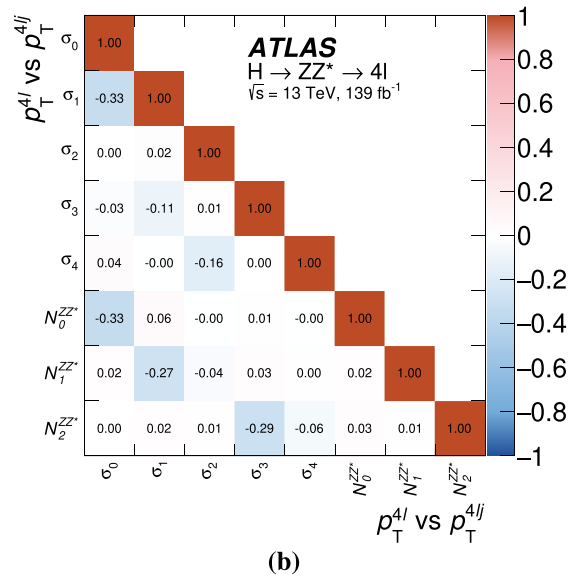 ATLAS
H → ZZ* → 4l
√s = 13 TeV, 139 fb⁻¹
p_T^{4l} vs p_T^{4lj}
σ₀ 1.00
σ₁ -0.33 1.00
σ₂ 0.00 0.02 1.00
σ₃ -0.03 -0.11 0.01 1.00
σ₄ 0.04 -0.00 -0.16 0.00 1.00
N_0^{ZZ*} -0.33 0.06 -0.00 0.01 -0.00 1.00
N_1^{ZZ*} 0.02 -0.27 -0.04 0.03 0.00 0.02 1.00
N_2^{ZZ*} 0.00 0.02 0.01 -0.29 -0.06 0.03 0.01 1.00
σ₀ σ₁ σ₂ σ₃ σ₄ N_0^{ZZ*} N_1^{ZZ*} N_2^{ZZ*}
p_T^{4l} vs p_T^{4lj}
1
0.8
0.6
0.4
0.2
0
−0.2
−0.4
−0.6
−0.8
−1
(b)